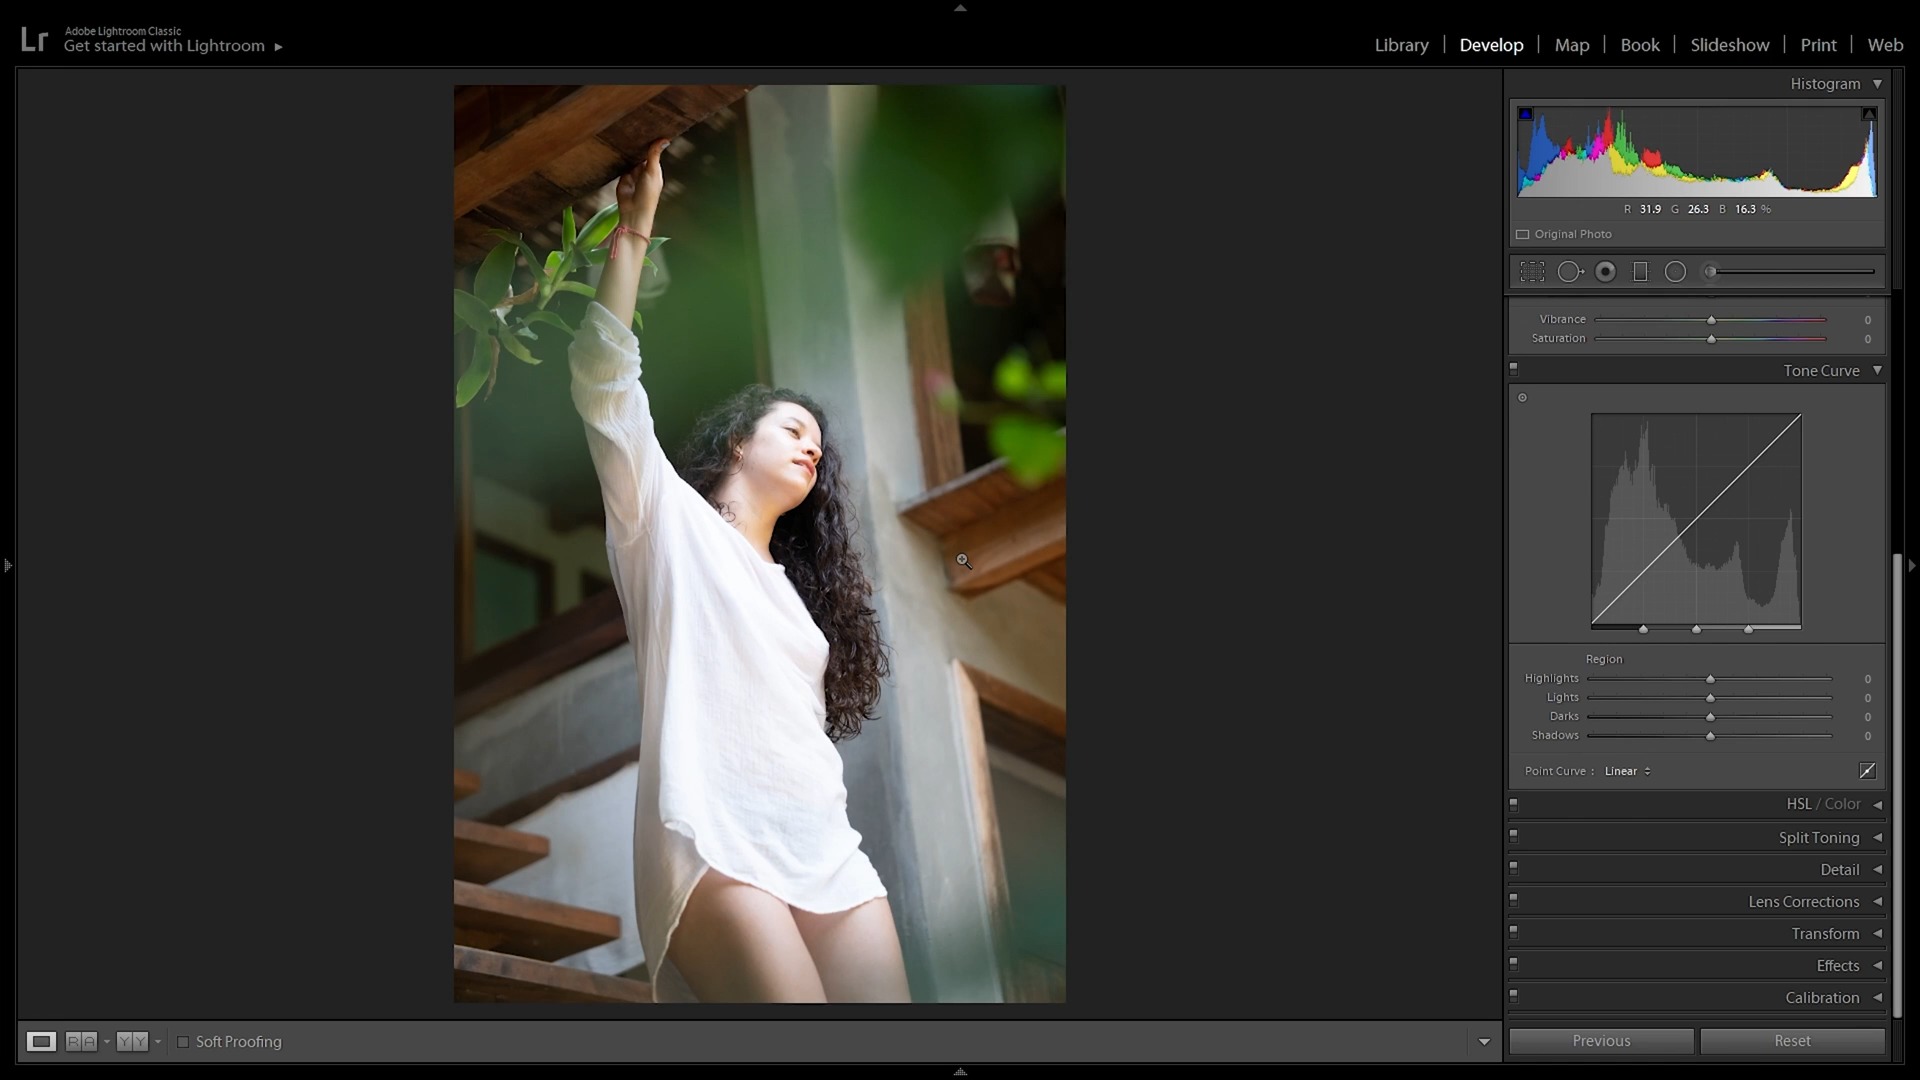 Lr
Adobe Lightroom Classic
Get started with Lightroom
Library | Develop | Map | Book | Slideshow | Print | Web
Histogram
R 31.9 G 26.3 B 16.3 %
Original Photo
Vibrance 0
Saturation 0
Tone Curve
Region
Highlights 0
Lights 0
Darks 0
Shadows 0
Point Curve : Linear
HSL / Color
Split Toning
Detail
Lens Corrections
Transform
Effects
Calibration
R A Y Y Soft Proofing
Previous Reset